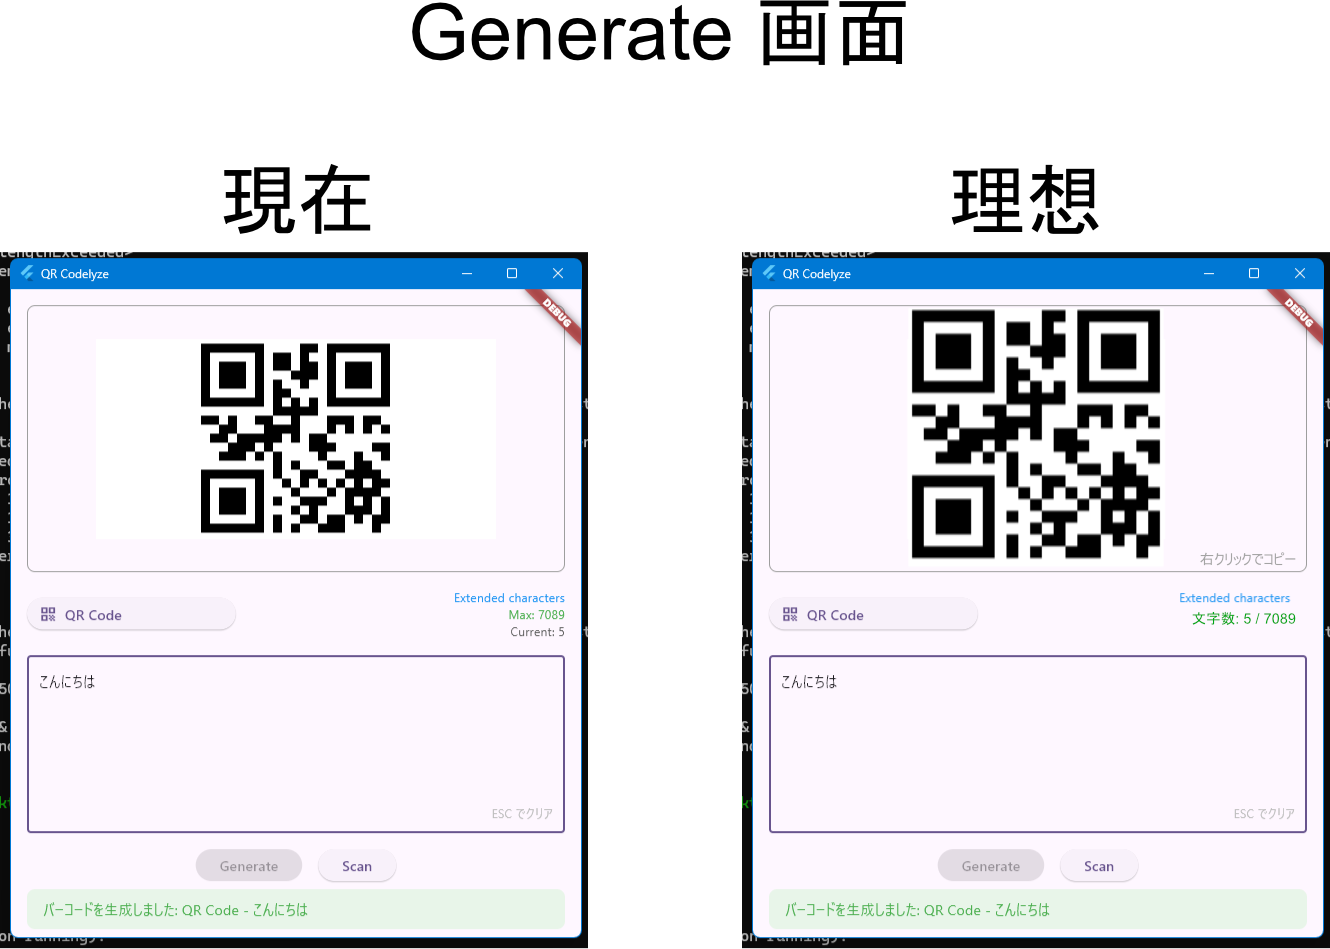 Generate 画面
現在
理想
QR Codelyze
DEBUG
QR Code
Extended characters
Max: 7089
Current: 5
こんにちは
ESC でクリア
Generate
Scan
バーコードを生成しました: QR Code - こんにちは
QR Codelyze
DEBUG
右クリックでコピー
QR Code
Extended characters
文字数: 5 / 7089
こんにちは
ESC でクリア
Generate
Scan
バーコードを生成しました: QR Code - こんにちは